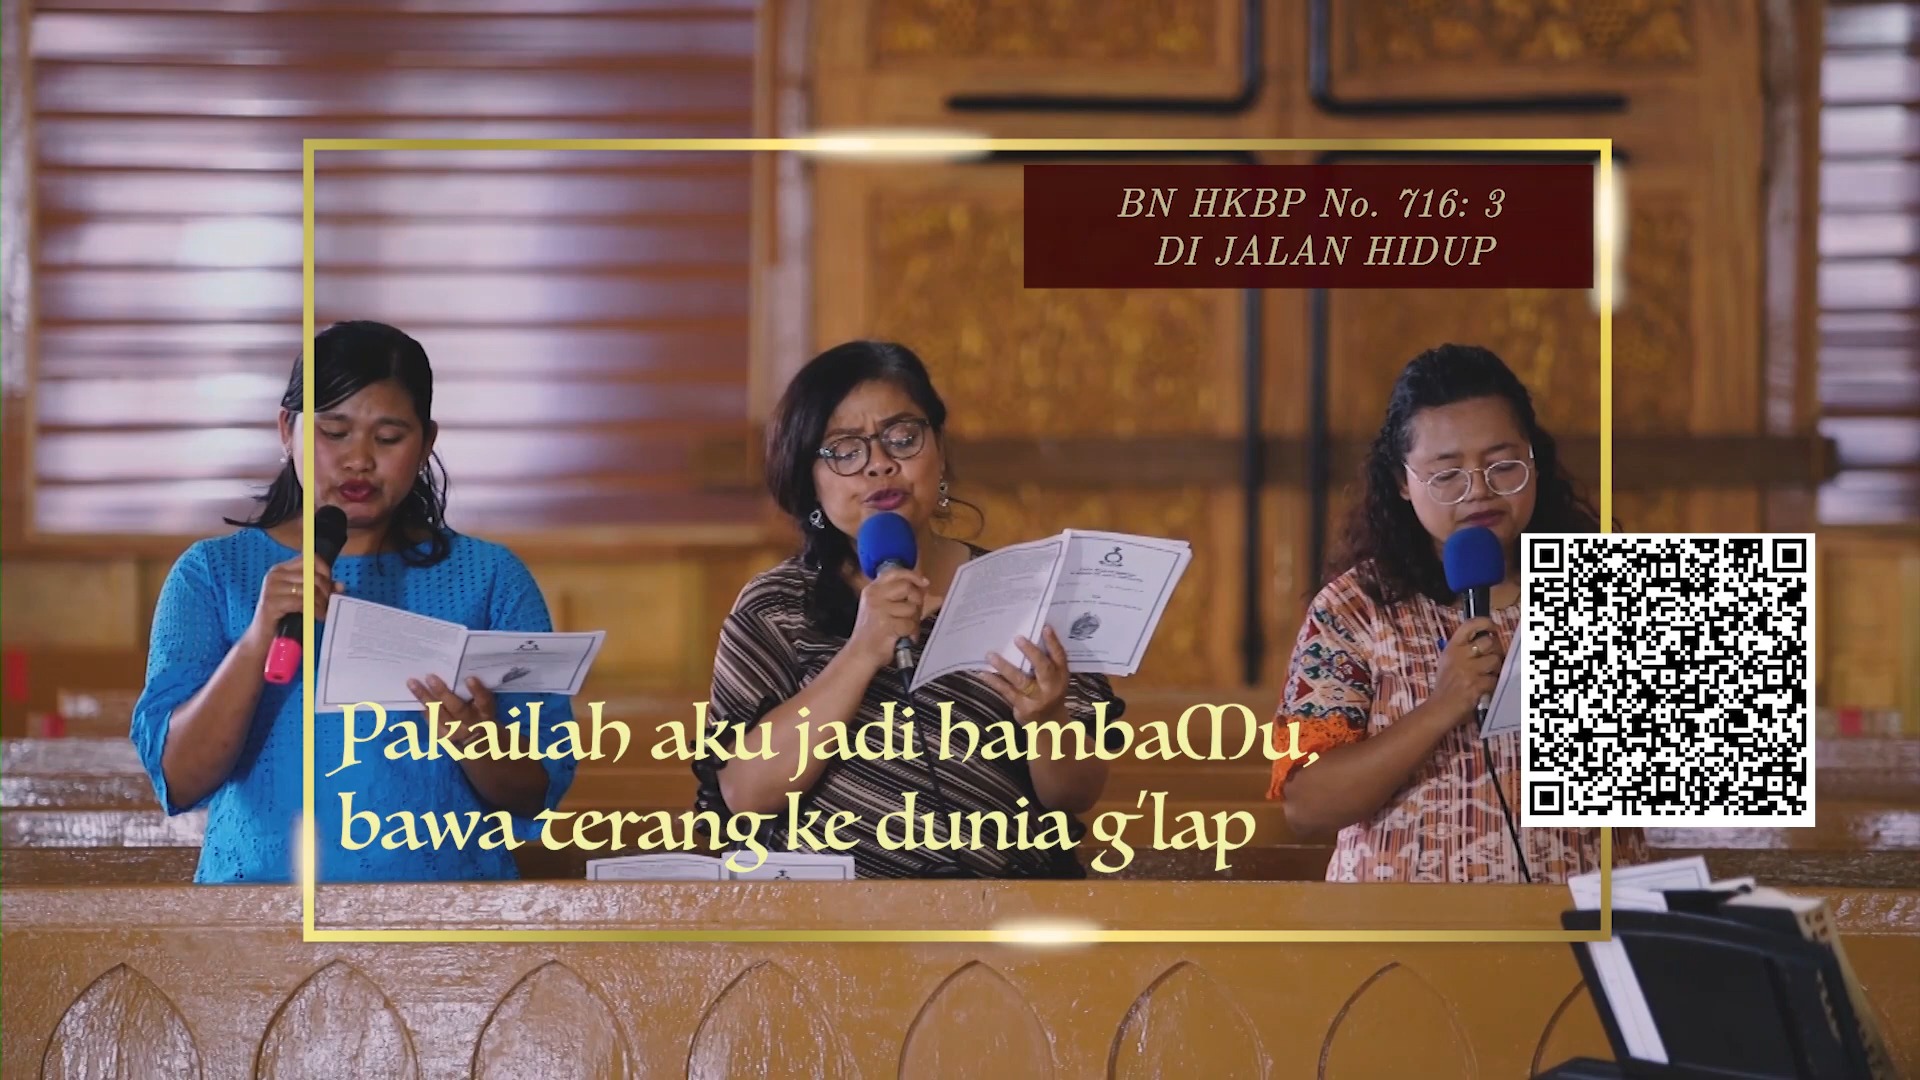 BN HKBP No. 716: 3
DI JALAN HIDUP
Pakailah aku jadi hambaMu,
bawa terang ke dunia g'lap